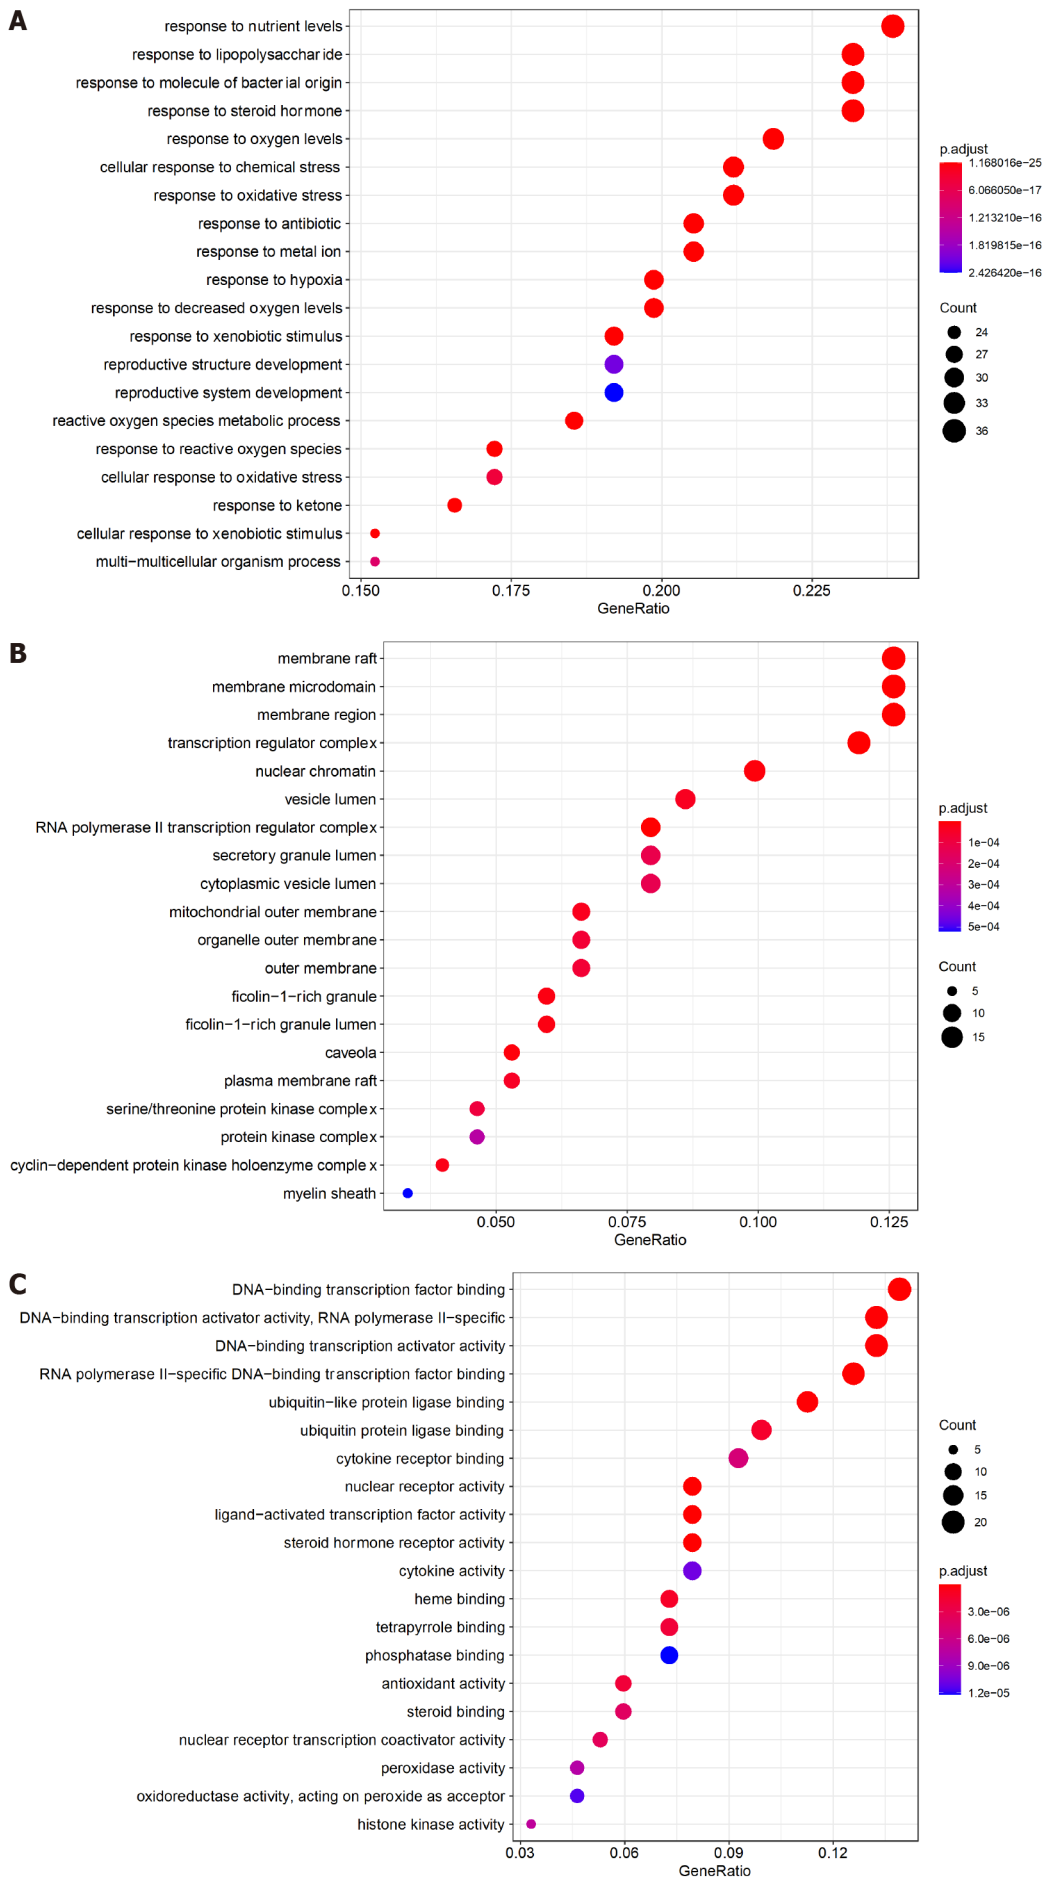 A
response to nutrient levels
response to lipopolysaccharide
response to molecule of bacterial origin
response to steroid hormone
response to oxygen levels
cellular response to chemical stress
response to oxidative stress
response to antibiotic
response to metal ion
response to hypoxia
response to decreased oxygen levels
response to xenobiotic stimulus
reproductive structure development
reproductive system development
reactive oxygen species metabolic process
response to reactive oxygen species
cellular response to oxidative stress
response to ketone
cellular response to xenobiotic stimulus
multi−multicellular organism process
0.150 0.175 0.200 0.225
GeneRatio
p.adjust
1.168016e−25
6.066050e−17
1.213210e−16
1.819815e−16
2.426420e−16
Count
24
27
30
33
36
B
membrane raft
membrane microdomain
membrane region
transcription regulator complex
nuclear chromatin
vesicle lumen
RNA polymerase II transcription regulator complex
secretory granule lumen
cytoplasmic vesicle lumen
mitochondrial outer membrane
organelle outer membrane
outer membrane
ficolin−1−rich granule
ficolin−1−rich granule lumen
caveola
plasma membrane raft
serine/threonine protein kinase complex
protein kinase complex
cyclin−dependent protein kinase holoenzyme complex
myelin sheath
0.050 0.075 0.100 0.125
GeneRatio
p.adjust
1e−04
2e−04
3e−04
4e−04
5e−04
Count
5
10
15
C
DNA−binding transcription factor binding
DNA−binding transcription activator activity, RNA polymerase II−specific
DNA−binding transcription activator activity
RNA polymerase II−specific DNA−binding transcription factor binding
ubiquitin−like protein ligase binding
ubiquitin protein ligase binding
cytokine receptor binding
nuclear receptor activity
ligand−activated transcription factor activity
steroid hormone receptor activity
cytokine activity
heme binding
tetrapyrrole binding
phosphatase binding
antioxidant activity
steroid binding
nuclear receptor transcription coactivator activity
peroxidase activity
oxidoreductase activity, acting on peroxide as acceptor
histone kinase activity
0.03 0.06 0.09 0.12
GeneRatio
Count
5
10
15
20
p.adjust
3.0e−06
6.0e−06
9.0e−06
1.2e−05